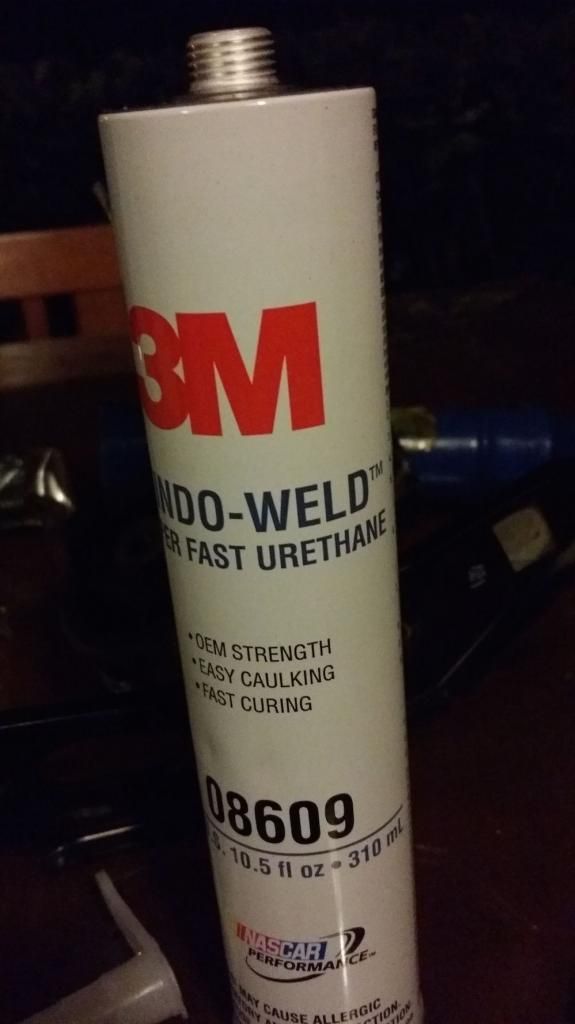 3M
NDO-WELD™
ER FAST URETHANE
• OEM STRENGTH
• EASY CAULKING
• FAST CURING
08609
.S. 10.5 fl oz • 310 mL
NASCAR
PERFORMANCE™
MAY CAUSE ALLERGIC